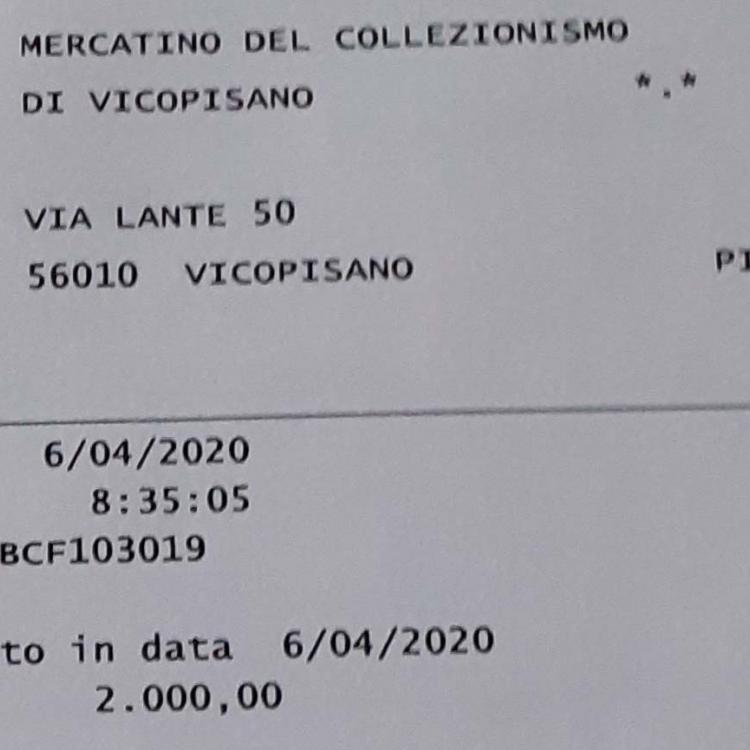 MERCATINO DEL COLLEZIONISMO
DI VICOPISANO *.*
VIA LANTE 50
56010 VICOPISANO PI
6/04/2020
8:35:05
BCF103019
to in data 6/04/2020
2.000,00